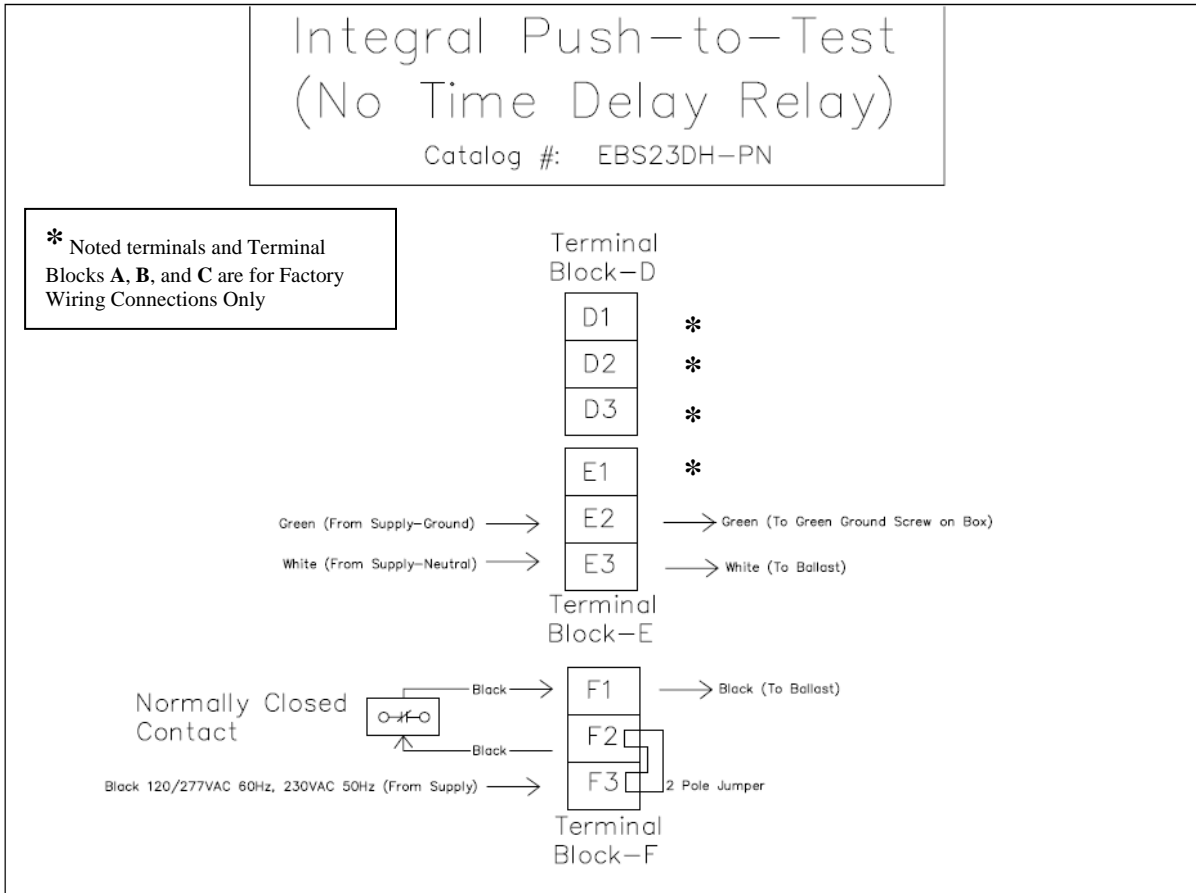 Integral Push-to-Test
(No Time Delay Relay)
Catalog #: EBS23DH-PN
* Noted terminals and Terminal
Blocks A, B, and C are for Factory
Wiring Connections Only
Terminal
Block-D
D1 *
D2 *
D3 *
E1 *
Green (From Supply-Ground) E2 Green (To Green Ground Screw on Box)
White (From Supply-Neutral) E3 White (To Ballast)
Terminal
Block-E
Normally Closed
Contact
Black F1 Black (To Ballast)
Black F2
Black 120/277VAC 60Hz, 230VAC 50Hz (From Supply) F3 2 Pole Jumper
Terminal
Block-F